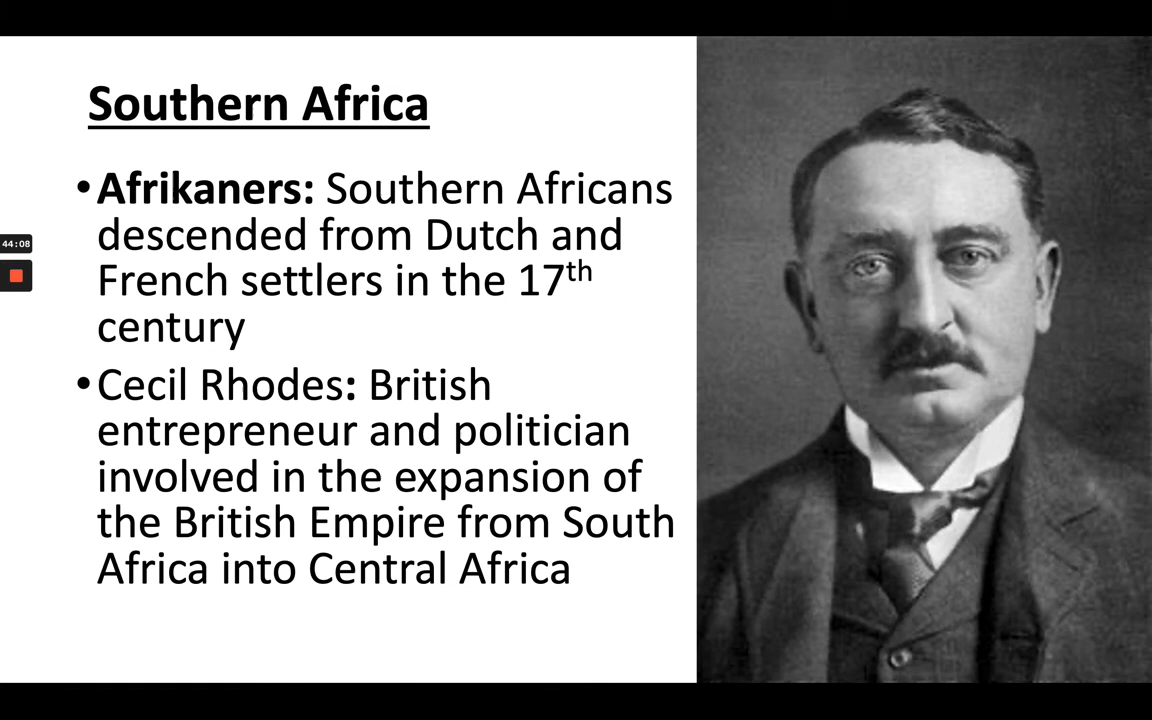 Southern Africa
•Afrikaners: Southern Africans
descended from Dutch and
French settlers in the 17th
century
•Cecil Rhodes: British
entrepreneur and politician
involved in the expansion of
the British Empire from South
Africa into Central Africa
44:08